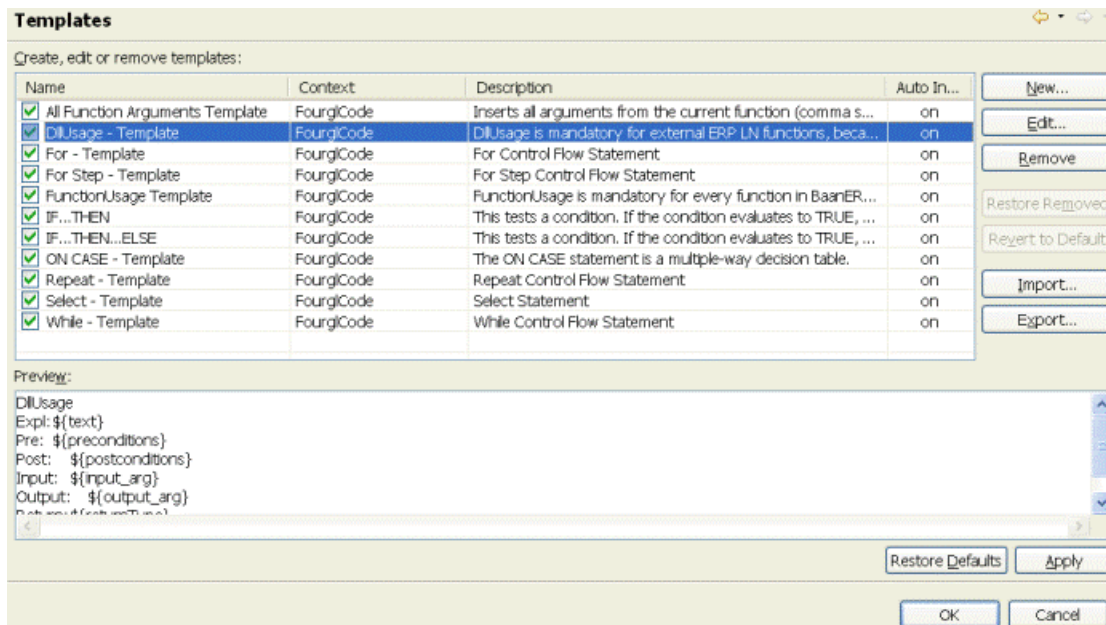 Templates
Create, edit or remove templates:
Name Context Description Auto In...
All Function Arguments Template FourglCode Inserts all arguments from the current function (comma s... on
DllUsage - Template FourglCode DllUsage is mandatory for external ERP LN functions, beca... on
For - Template FourglCode For Control Flow Statement on
For Step - Template FourglCode For Step Control Flow Statement on
FunctionUsage Template FourglCode FunctionUsage is mandatory for every function in BaanER... on
IF...THEN FourglCode This tests a condition. If the condition evaluates to TRUE, ... on
IF...THEN...ELSE FourglCode This tests a condition. If the condition evaluates to TRUE, ... on
ON CASE - Template FourglCode The ON CASE statement is a multiple-way decision table. on
Repeat - Template FourglCode Repeat Control Flow Statement on
Select - Template FourglCode Select Statement on
While - Template FourglCode While Control Flow Statement on
New...
Edit...
Remove
Restore Removed
Revert to Default
Import...
Export...
Preview:
DllUsage
Expl: ${text}
Pre: ${preconditions}
Post: ${postconditions}
Input: ${input_arg}
Output: ${output_arg}
Return: ${returnType}
Restore Defaults Apply
OK Cancel